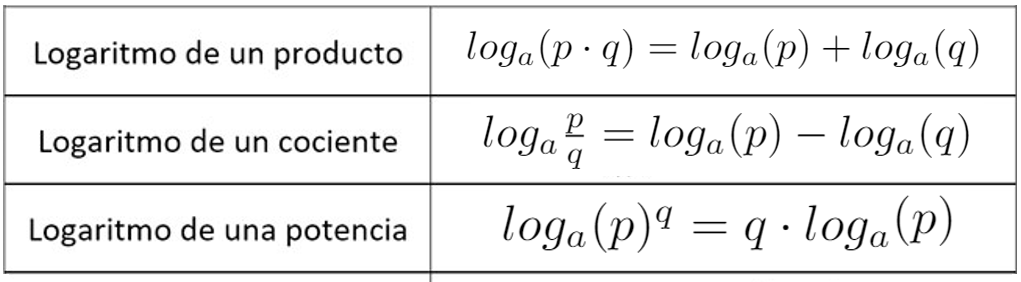 Logaritmo de un producto log_a(p · q) = log_a(p) + log_a(q)
Logaritmo de un cociente log_a \frac{p}{q} = log_a(p) − log_a(q)
Logaritmo de una potencia log_a(p)^q = q · log_a(p)